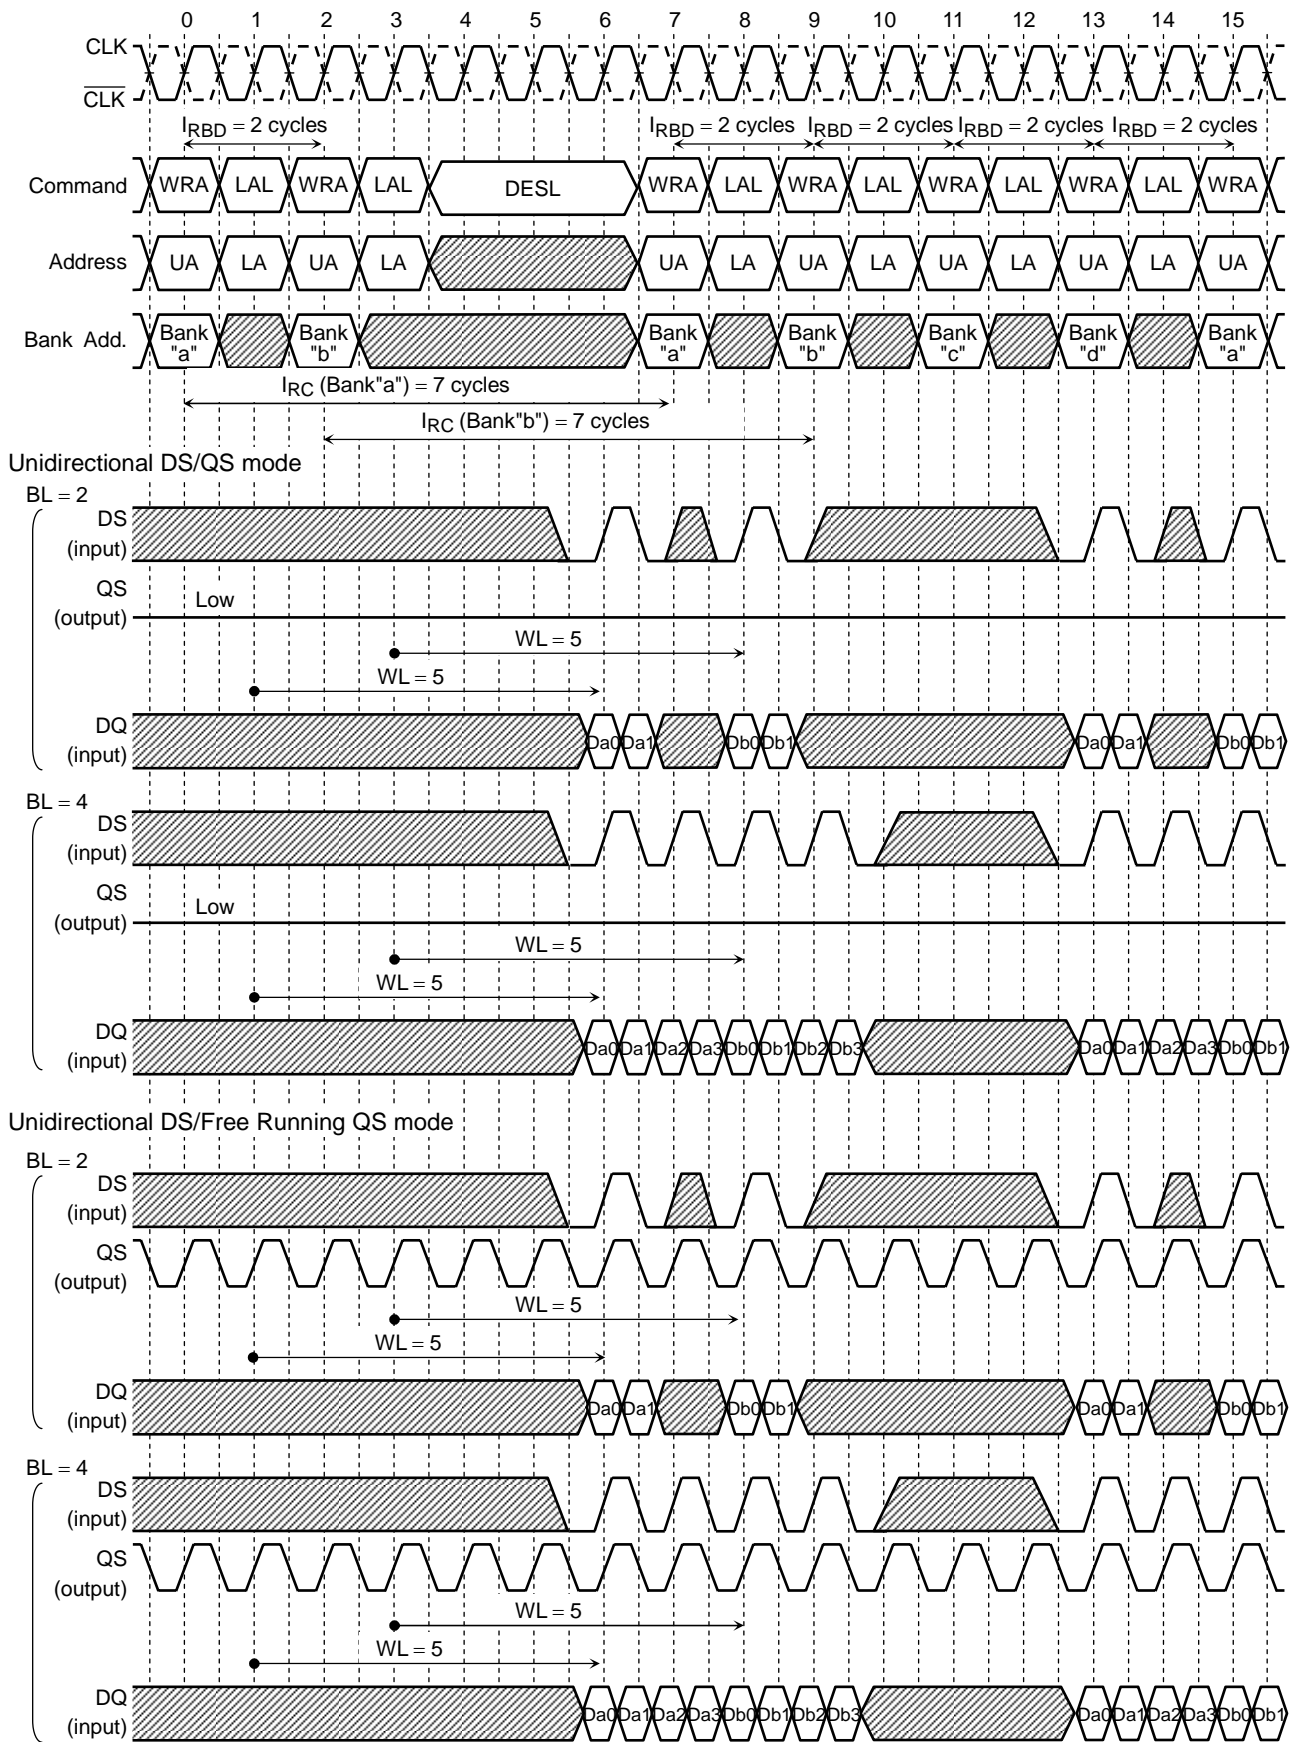 0 1 2 3 4 5 6 7 8 9 10 11 12 13 14 15
CLK
CLK
IRBD = 2 cycles IRBD = 2 cycles IRBD = 2 cycles IRBD = 2 cycles IRBD = 2 cycles
Command WRA LAL WRA LAL DESL WRA LAL WRA LAL WRA LAL WRA LAL WRA
Address UA LA UA LA UA LA UA LA UA LA UA LA UA
Bank Add. Bank "a" Bank "b" Bank "a" Bank "b" Bank "c" Bank "d" Bank "a"
IRC (Bank"a") = 7 cycles
IRC (Bank"b") = 7 cycles
Unidirectional DS/QS mode
BL = 2
DS
(input)
QS
(output) Low
WL = 5
WL = 5
DQ
(input) Da0 Da1 Db0 Db1 Da0 Da1 Db0 Db1
BL = 4
DS
(input)
QS
(output) Low
WL = 5
WL = 5
DQ
(input) Da0 Da1 Da2 Da3 Db0 Db1 Db2 Db3 Da0 Da1 Da2 Da3 Db0 Db1
Unidirectional DS/Free Running QS mode
BL = 2
DS
(input)
QS
(output)
WL = 5
WL = 5
DQ
(input) Da0 Da1 Db0 Db1 Da0 Da1 Db0 Db1
BL = 4
DS
(input)
QS
(output)
WL = 5
WL = 5
DQ
(input) Da0 Da1 Da2 Da3 Db0 Db1 Db2 Db3 Da0 Da1 Da2 Da3 Db0 Db1